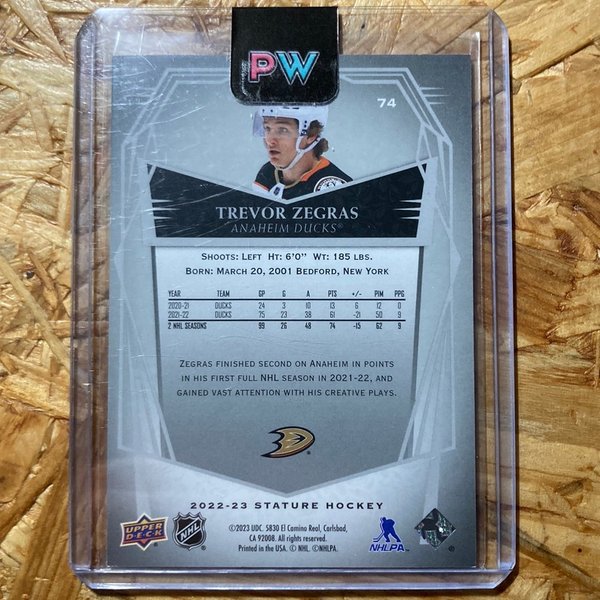 PW
74
TREVOR ZEGRAS
ANAHEIM DUCKS®
SHOOTS: LEFT HT: 6'0" WT: 185 LBS.
BORN: MARCH 20, 2001 BEDFORD, NEW YORK
YEAR TEAM GP G A PTS +/- PIM PPG
2020-21 DUCKS 24 3 10 13 6 12 0
2021-22 DUCKS 75 23 38 61 -21 50 9
2 NHL SEASONS 99 26 48 74 -15 62 9
ZEGRAS FINISHED SECOND ON ANAHEIM IN POINTS
IN HIS FIRST FULL NHL SEASON IN 2021-22, AND
GAINED VAST ATTENTION WITH HIS CREATIVE PLAYS.
2022-23 STATURE HOCKEY
UPPER DECK
NHL
©2023 UDC. 5830 El Camino Real, Carlsbad,
CA 92008. All rights reserved.
Printed in the USA. © NHL. ©NHLPA.
NHLPA